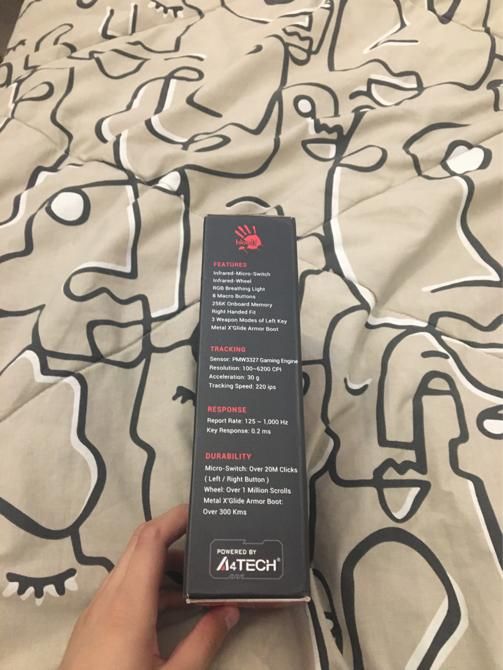 bloody
FEATURES
Infrared-Micro-Switch
Infrared-Wheel
RGB Breathing Light
8 Macro Buttons
256K Onboard Memory
Right Handed Fit
3 Weapon Modes of Left Key
Metal X'Glide Armor Boot
TRACKING
Sensor: PMW3327 Gaming Engine
Resolution: 100~6200 CPI
Acceleration: 30 g
Tracking Speed: 220 ips
RESPONSE
Report Rate: 125 ~ 1,000 Hz
Key Response: 0.2 ms
DURABILITY
Micro-Switch: Over 20M Clicks
( Left / Right Button )
Wheel: Over 1 Million Scrolls
Metal X'Glide Armor Boot:
Over 300 Kms
POWERED BY
A4TECH®